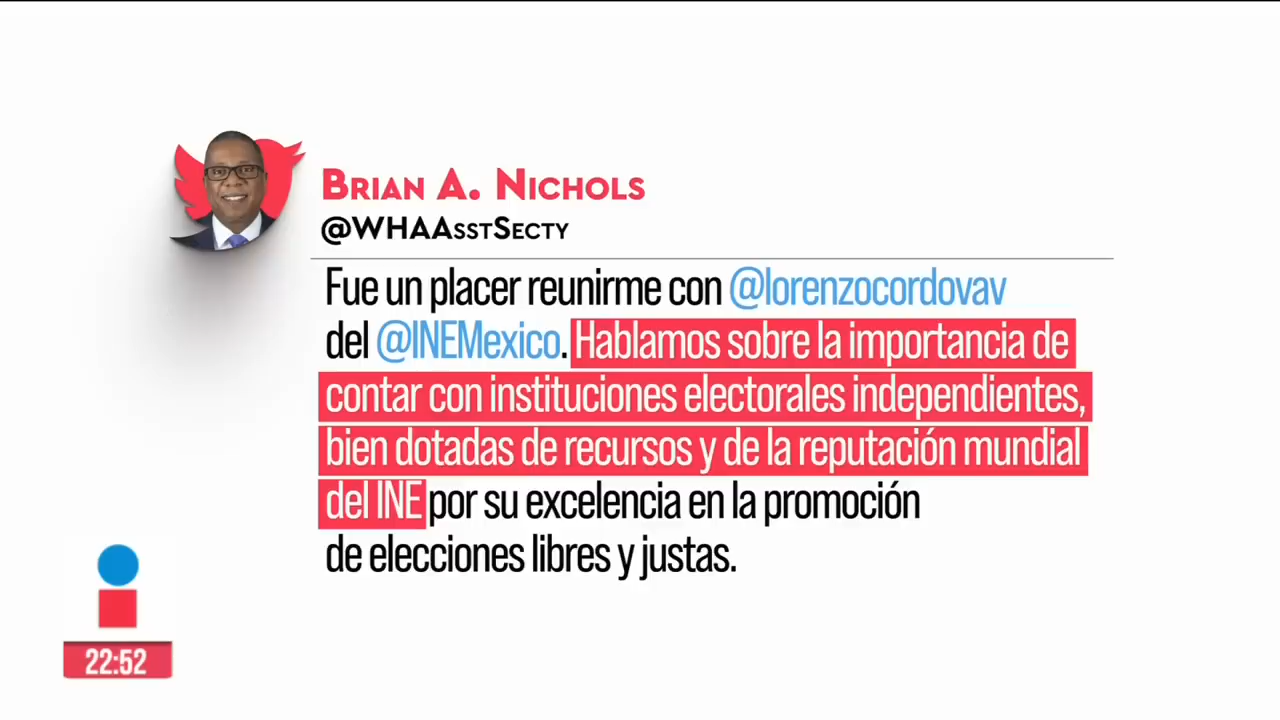 BRIAN A. NICHOLS
@WHAASSTSECTY
Fue un placer reunirme con @lorenzocordovav
del @INEMexico. Hablamos sobre la importancia de
contar con instituciones electorales independientes,
bien dotadas de recursos y de la reputación mundial
del INE por su excelencia en la promoción
de elecciones libres y justas.
22:52